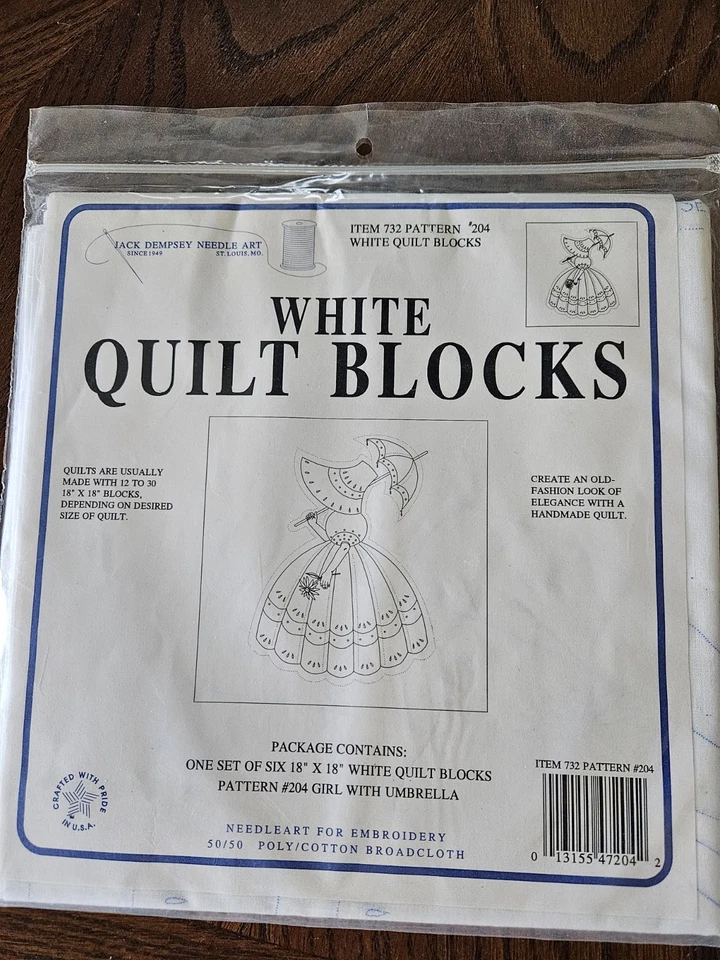 JACK DEMPSEY NEEDLE ART
SINCE 1949 ST. LOUIS, MO.
ITEM 732 PATTERN #204
WHITE QUILT BLOCKS
WHITE
QUILT BLOCKS
QUILTS ARE USUALLY
MADE WITH 12 TO 30
18" X 18" BLOCKS,
DEPENDING ON DESIRED
SIZE OF QUILT.
CREATE AN OLD-
FASHION LOOK OF
ELEGANCE WITH A
HANDMADE QUILT.
PACKAGE CONTAINS:
ONE SET OF SIX 18" X 18" WHITE QUILT BLOCKS
PATTERN #204 GIRL WITH UMBRELLA
CRAFTED WITH PRIDE
IN U.S.A.
NEEDLEART FOR EMBROIDERY
50/50 POLY/COTTON BROADCLOTH
ITEM 732 PATTERN #204
0 13155 47204 2